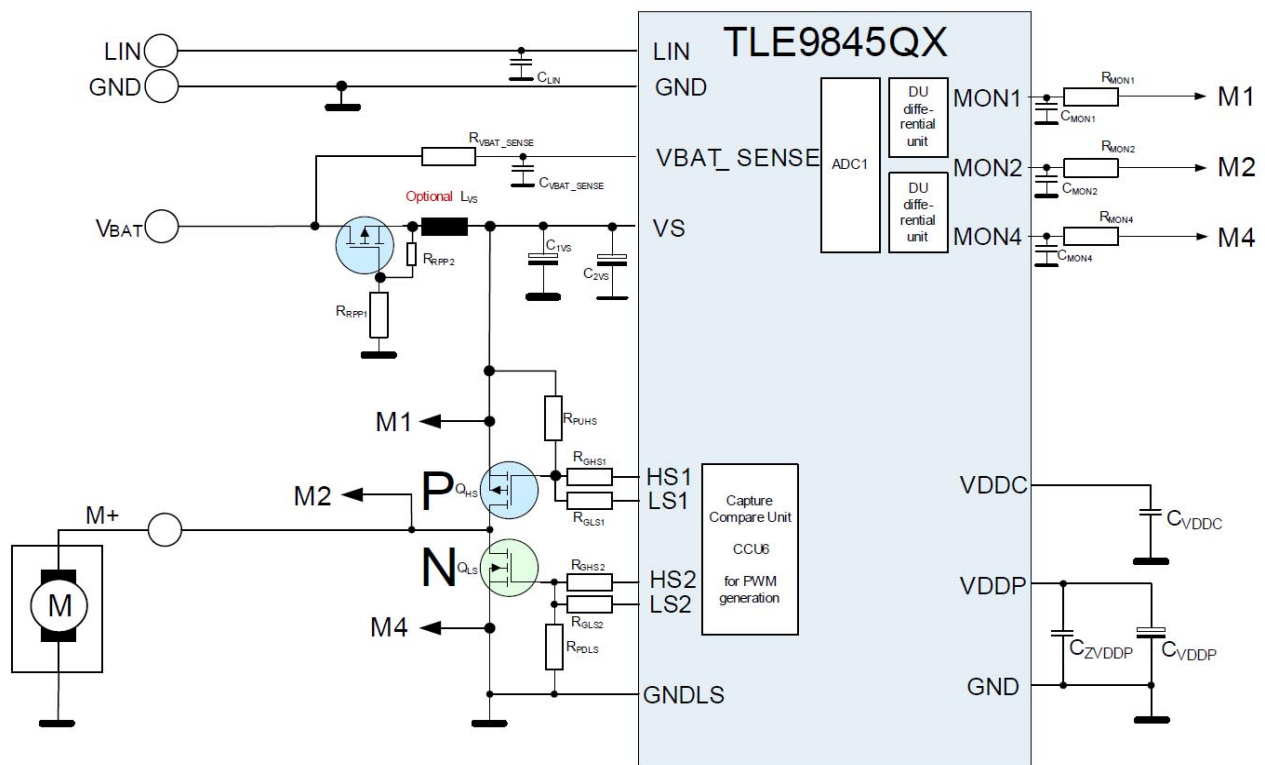 TLE9845QX
LIN
GND
CLIN
LIN
GND
RVBAT_SENSE
CVBAT_SENSE
VBAT_ SENSE
Optional LVS
VBAT
VS
RRPP2
RRPP1
C1VS
C2VS
ADC1
DU
diffe-
rential
unit
DU
diffe-
rential
unit
MON1
MON2
MON4
RMON1
CMON1
M1
RMON2
CMON2
M2
RMON4
CMON4
M4
M1
RPUHS
P
QHS
RGHS1
RGLS1
HS1
LS1
M2
M+
M
N
QLS
RGHS2
RGLS2
HS2
LS2
M4
RPDLS
GNDLS
Capture
Compare Unit
CCU6
for PWM
generation
VDDC
CVDDC
VDDP
CZVDDP
CVDDP
GND